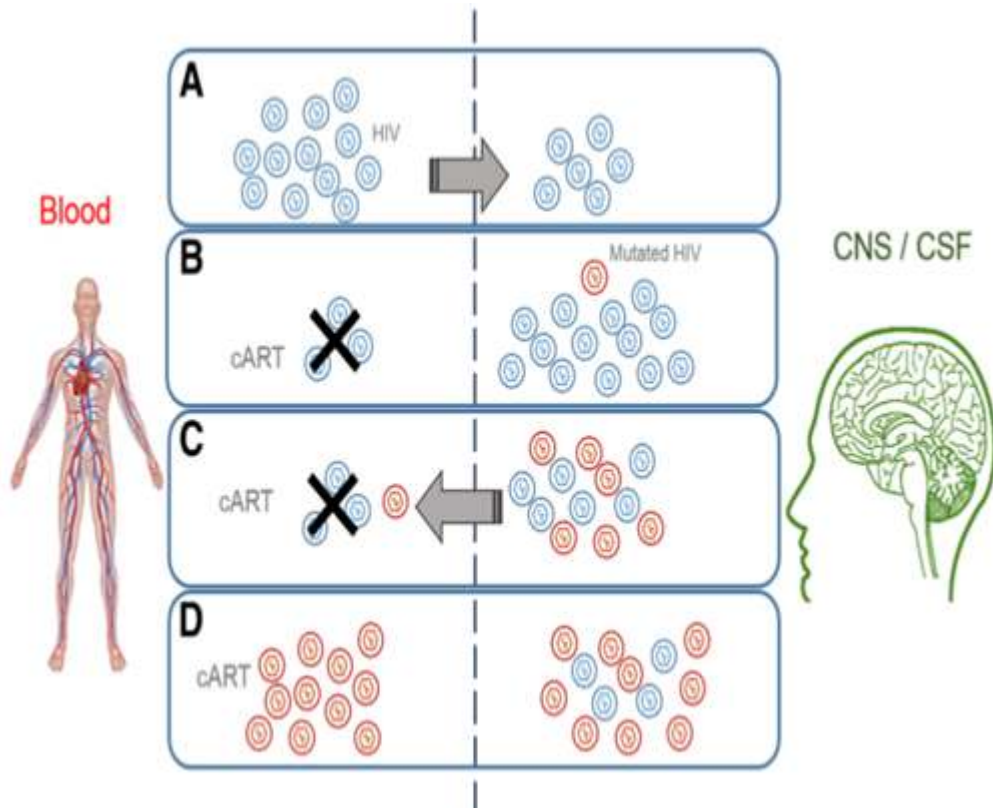 A
HIV
Blood
B
Mutated HIV
CNS / CSF
cART
C
cART
D
cART